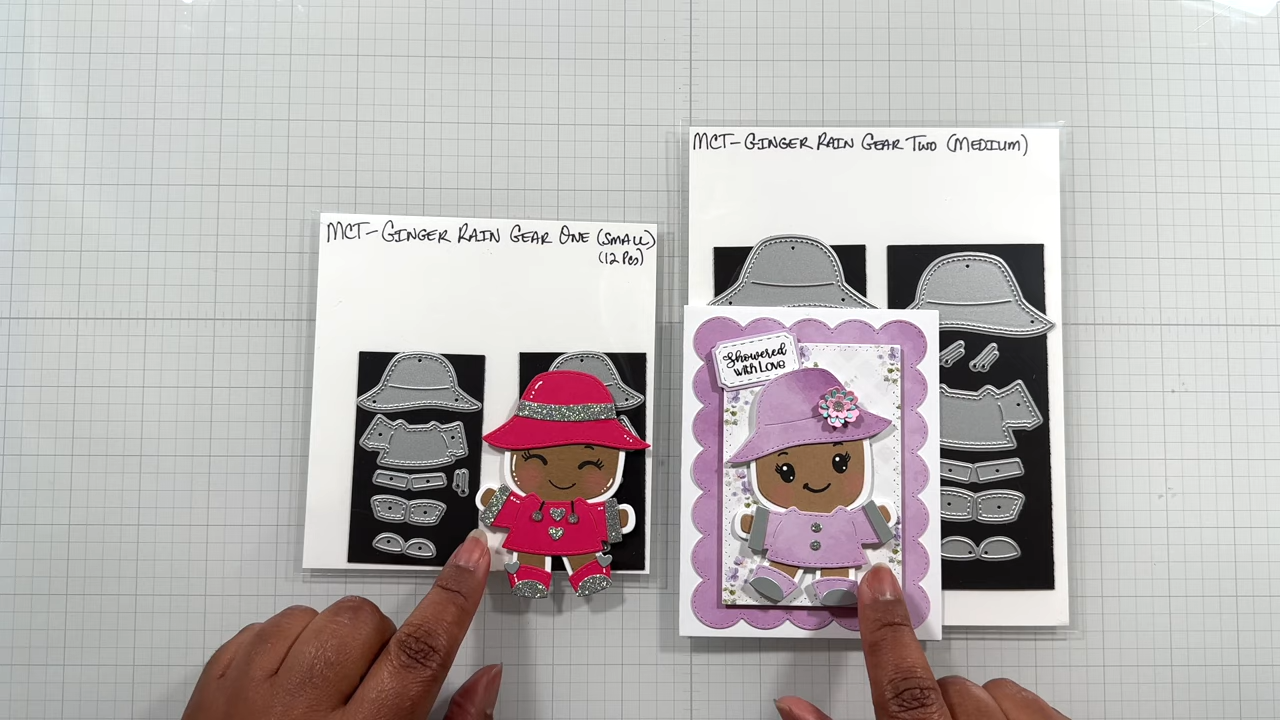 MCT-GINGER RAIN GEAR ONE (SMALL)
(12 Pcs)
MCT-GINGER RAIN GEAR TWO (MEDIUM)
Showered
with Love